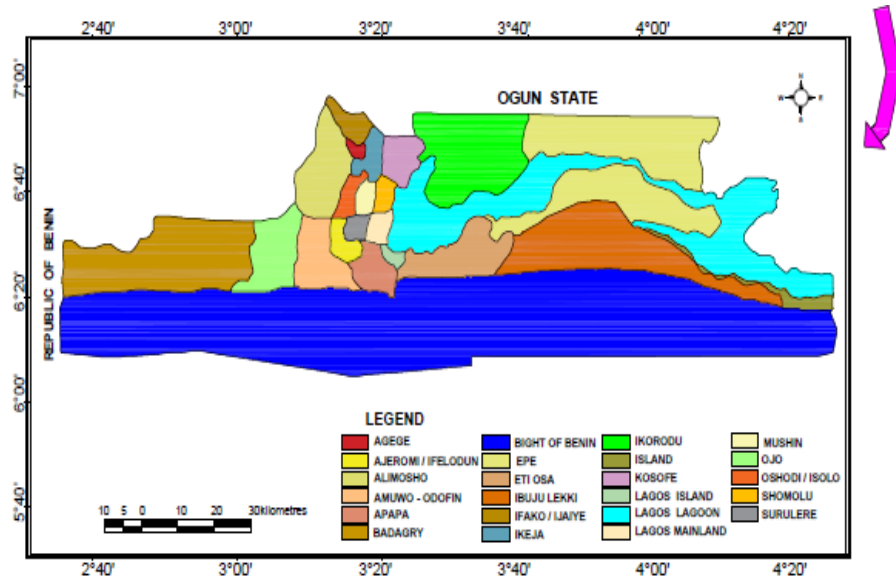 2°40' 3°00' 3°20' 3°40' 4°00' 4°20'
7°00'
6°40'
6°20'
6°00'
5°40'
OGUN STATE
N
W E
S
REPUBLIC OF BENIN
LEGEND
AGEGE
AJEROMI / IFELODUN
ALIMOSHO
AMUWO - ODOFIN
APAPA
BADAGRY
BIGHT OF BENIN
EPE
ETI OSA
IBUJU LEKKI
IFAKO / IJAIYE
IKEJA
IKORODU
ISLAND
KOSOFE
LAGOS ISLAND
LAGOS LAGOON
LAGOS MAINLAND
MUSHIN
OJO
OSHODI / ISOLO
SHOMOLU
SURULERE
10 5 0 10 20 30kilometres
2°40' 3°00' 3°20' 3°40' 4°00' 4°20'